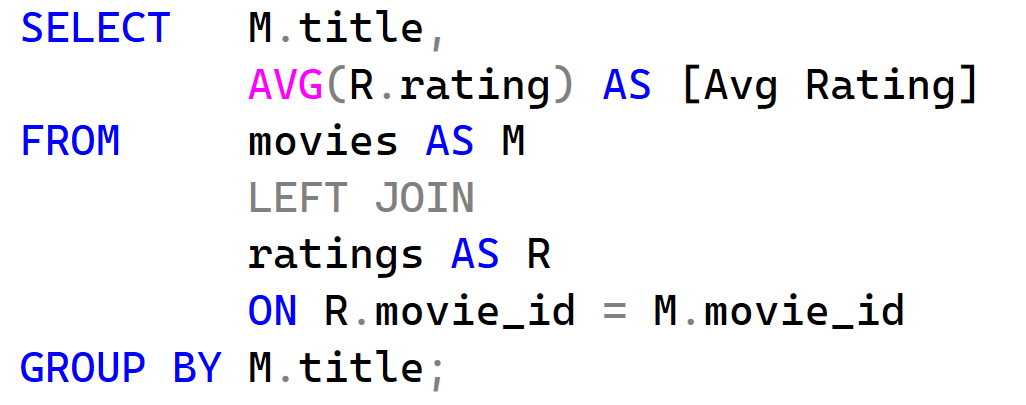 SELECT   M.title,
         AVG(R.rating) AS [Avg Rating]
FROM     movies AS M
         LEFT JOIN
         ratings AS R
         ON R.movie_id = M.movie_id
GROUP BY M.title;